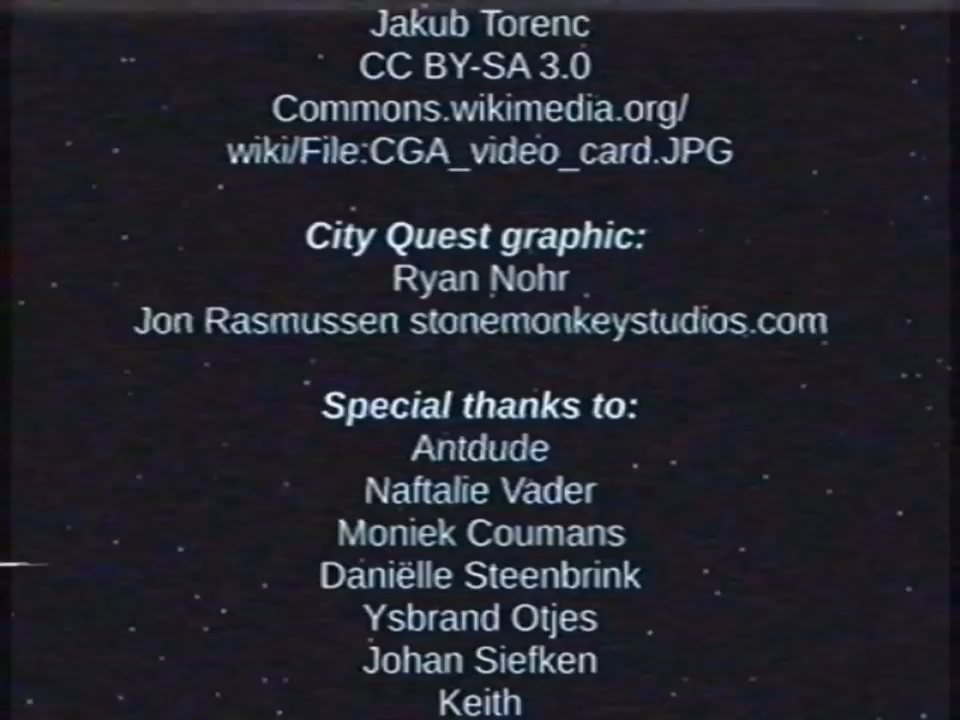 Jakub Torenc
CC BY-SA 3.0
Commons.wikimedia.org/
wiki/File:CGA_video_card.JPG
City Quest graphic:
Ryan Nohr
Jon Rasmussen stonemonkeystudios.com
Special thanks to:
Antdude
Naftalie Vader
Moniek Coumans
Daniëlle Steenbrink
Ysbrand Otjes
Johan Siefken
Keith